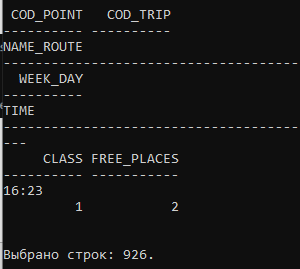 COD_POINT COD_TRIP
---------- ----------
NAME_ROUTE
--------------------------------------
WEEK_DAY
----------
TIME
--------------------------------------
---
CLASS FREE_PLACES
---------- -----------
16:23
1 2
Выбрано строк: 926.